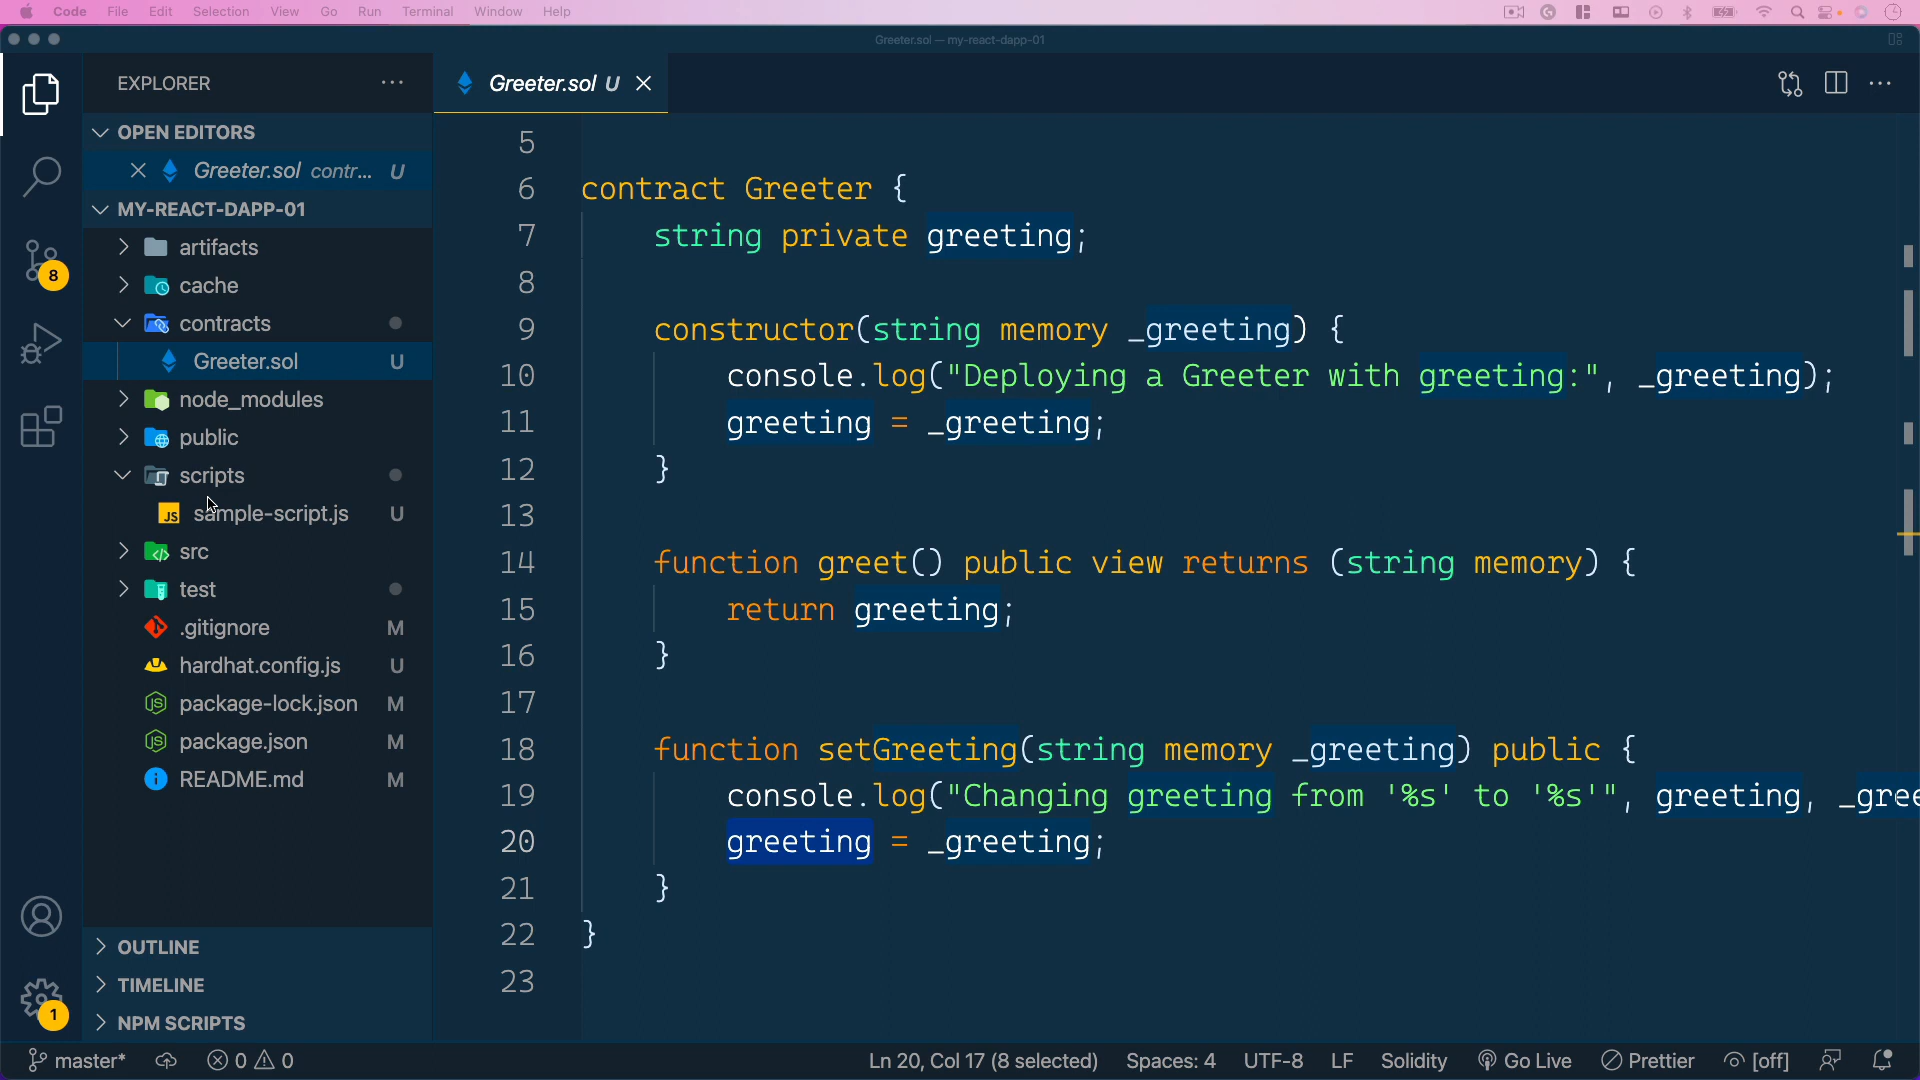 Code File Edit Selection View Go Run Terminal Window Help
Greeter.sol — my-react-dapp-01
EXPLORER
OPEN EDITORS
Greeter.sol contr... U
MY-REACT-DAPP-01
artifacts
cache
contracts
Greeter.sol U
node_modules
public
scripts
JS sample-script.js U
src
test
.gitignore M
hardhat.config.js U
package-lock.json M
package.json M
README.md M
OUTLINE
TIMELINE
NPM SCRIPTS
8
1
Greeter.sol U
5
6 contract Greeter {
7 string private greeting;
8
9 constructor(string memory _greeting) {
10 console.log("Deploying a Greeter with greeting:", _greeting);
11 greeting = _greeting;
12 }
13
14 function greet() public view returns (string memory) {
15 return greeting;
16 }
17
18 function setGreeting(string memory _greeting) public {
19 console.log("Changing greeting from '%s' to '%s'", greeting, _gree
20 greeting = _greeting;
21 }
22 }
23
master* 0 0 Ln 20, Col 17 (8 selected) Spaces: 4 UTF-8 LF Solidity Go Live Prettier [off]